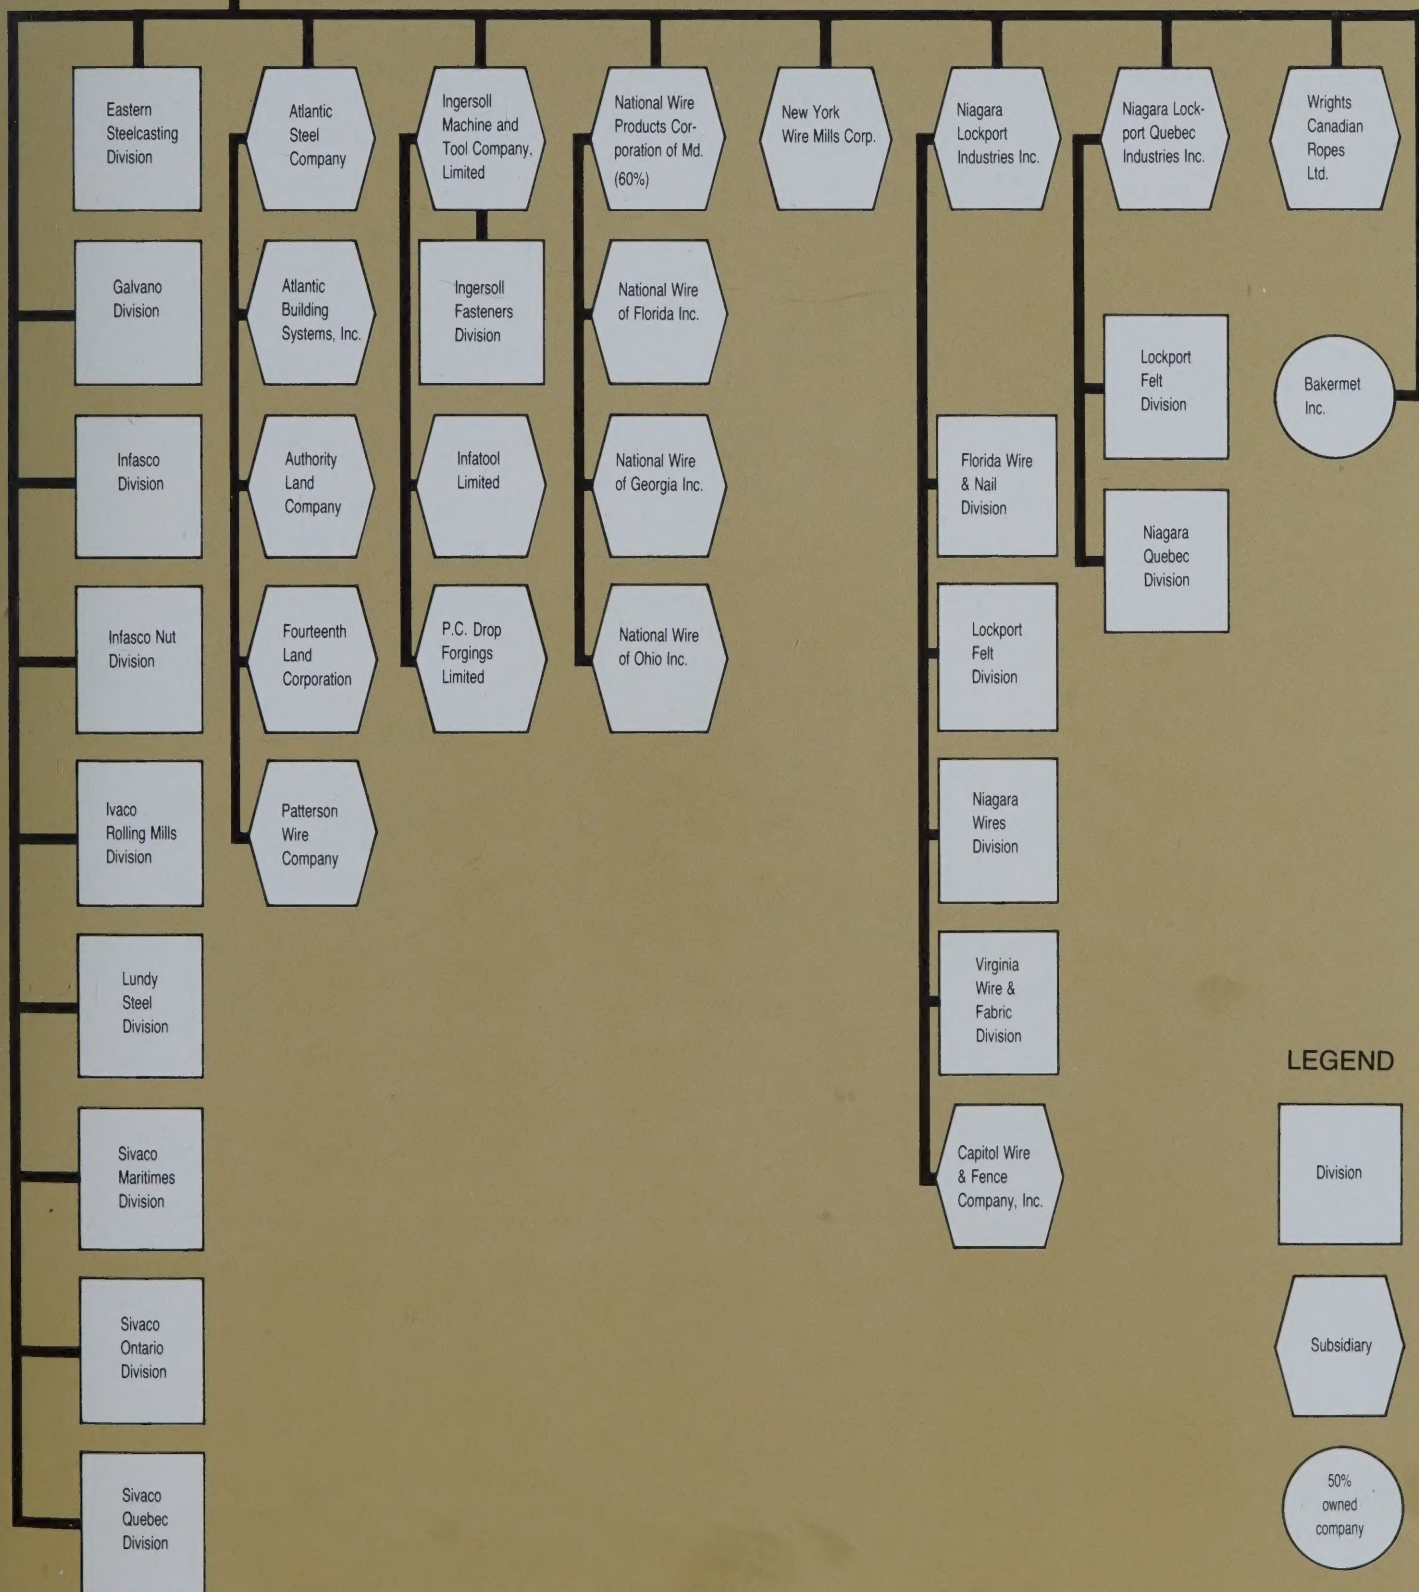 Eastern
Steelcasting
Division
Atlantic
Steel
Company
Ingersoll
Machine and
Tool Company,
Limited
National Wire
Products Cor-
poration of Md.
(60%)
New York
Wire Mills Corp.
Niagara
Lockport
Industries Inc.
Niagara Lock-
port Quebec
Industries Inc.
Wrights
Canadian
Ropes
Ltd.
Galvano
Division
Atlantic
Building
Systems, Inc.
Ingersoll
Fasteners
Division
National Wire
of Florida Inc.
Lockport
Felt
Division
Bakermet
Inc.
Infasco
Division
Authority
Land
Company
Infatool
Limited
National Wire
of Georgia Inc.
Florida Wire
& Nail
Division
Niagara
Quebec
Division
Infasco Nut
Division
Fourteenth
Land
Corporation
P.C. Drop
Forgings
Limited
National Wire
of Ohio Inc.
Lockport
Felt
Division
Ivaco
Rolling Mills
Division
Patterson
Wire
Company
Niagara
Wires
Division
Lundy
Steel
Division
Virginia
Wire &
Fabric
Division
Sivaco
Maritimes
Division
Capitol Wire
& Fence
Company, Inc.
Sivaco
Ontario
Division
Sivaco
Quebec
Division
LEGEND
Division
Subsidiary
50%
owned
company